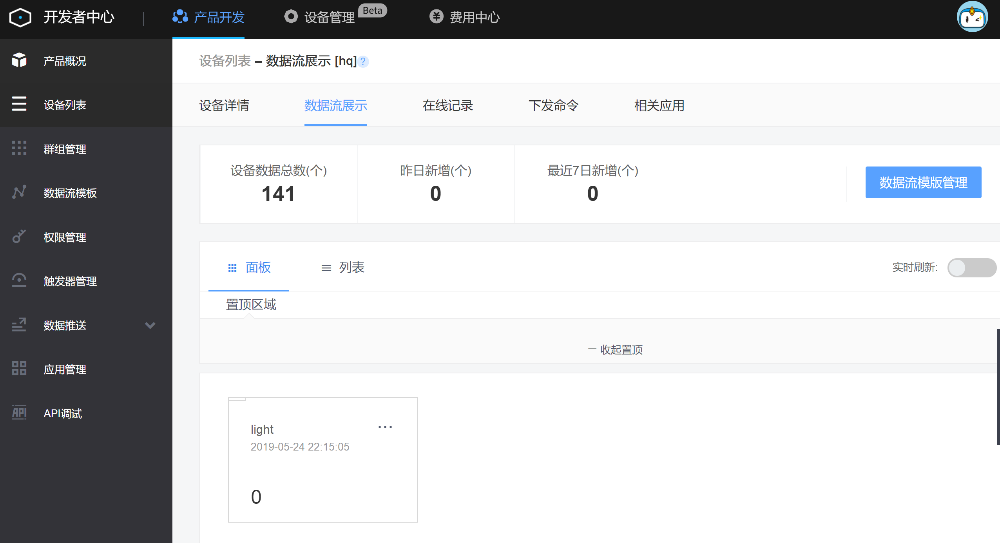 开发者中心
产品开发
设备管理
Beta
费用中心
产品概况
设备列表
群组管理
数据流模板
权限管理
触发器管理
数据推送
应用管理
API调试
设备列表 – 数据流展示 [hq]?
设备详情
数据流展示
在线记录
下发命令
相关应用
设备数据总数(个)
141
昨日新增(个)
0
最近7日新增(个)
0
数据流模版管理
面板
列表
实时刷新:
置顶区域
收起置顶
light
...
2019-05-24 22:15:05
0